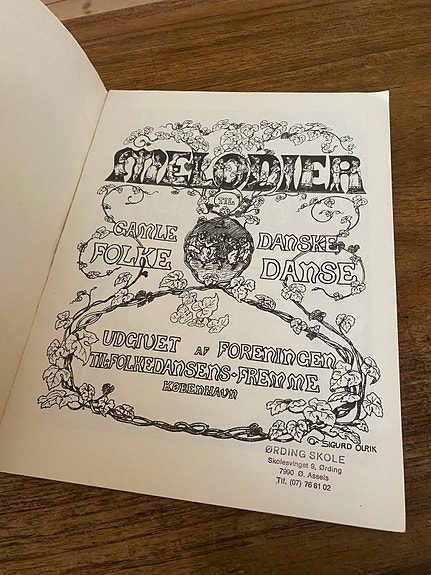 MELODIER
TIL
GAMLE DANSKE
FOLKE DANSE
UDGIVET AF FORENINGEN
TIL FOLKEDANSENS-FREMME
KØBENHAVN
SIGURD OLRIK
ØRDING SKOLE
Skolesvinget 9, Ørding
7990 Ø. Assels
Tlf. (07) 76 61 02